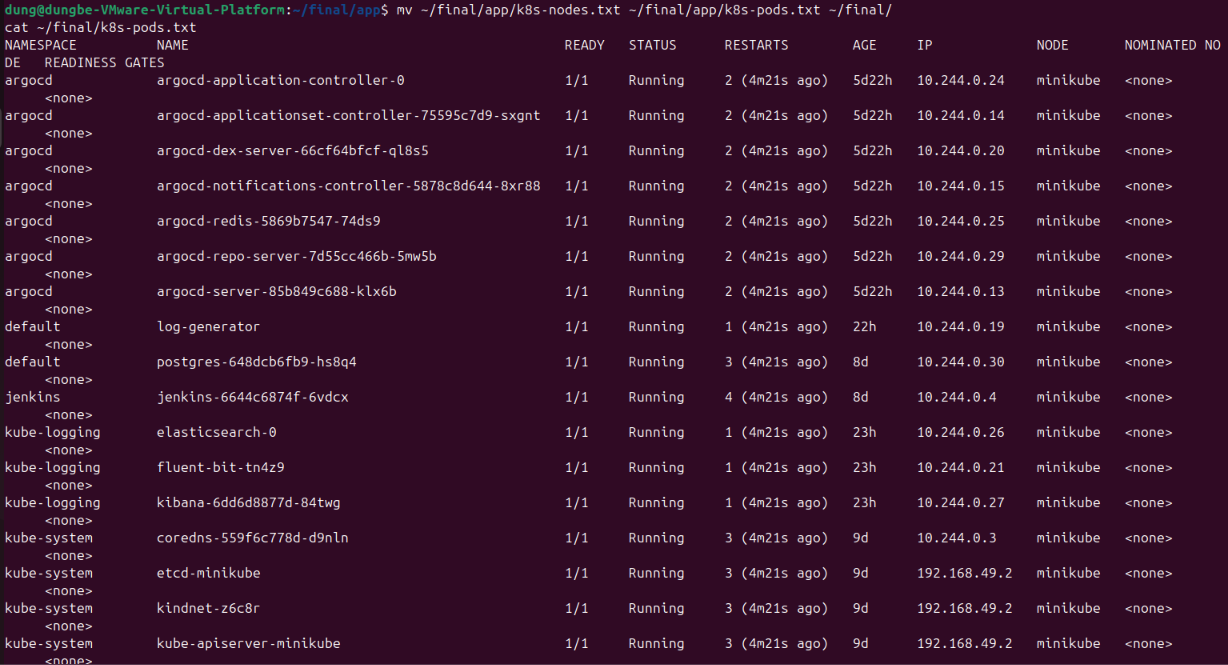 dung@dungbe-VMware-Virtual-Platform:~/final/app$ mv ~/final/app/k8s-nodes.txt ~/final/app/k8s-pods.txt ~/final/
cat ~/final/k8s-pods.txt
NAMESPACE NAME READY STATUS RESTARTS AGE IP NODE NOMINATED NO
DE READINESS GATES
argocd argocd-application-controller-0 1/1 Running 2 (4m21s ago) 5d22h 10.244.0.24 minikube <none>
<none>
argocd argocd-applicationset-controller-75595c7d9-sxgnt 1/1 Running 2 (4m21s ago) 5d22h 10.244.0.14 minikube <none>
<none>
argocd argocd-dex-server-66cf64bfcf-ql8s5 1/1 Running 2 (4m21s ago) 5d22h 10.244.0.20 minikube <none>
<none>
argocd argocd-notifications-controller-5878c8d644-8xr88 1/1 Running 2 (4m21s ago) 5d22h 10.244.0.15 minikube <none>
<none>
argocd argocd-redis-5869b7547-74ds9 1/1 Running 2 (4m21s ago) 5d22h 10.244.0.25 minikube <none>
<none>
argocd argocd-repo-server-7d55cc466b-5mw5b 1/1 Running 2 (4m21s ago) 5d22h 10.244.0.29 minikube <none>
<none>
argocd argocd-server-85b849c688-klx6b 1/1 Running 2 (4m21s ago) 5d22h 10.244.0.13 minikube <none>
<none>
default log-generator 1/1 Running 1 (4m21s ago) 22h 10.244.0.19 minikube <none>
<none>
default postgres-648dcb6fb9-hs8q4 1/1 Running 3 (4m21s ago) 8d 10.244.0.30 minikube <none>
<none>
jenkins jenkins-6644c6874f-6vdcx 1/1 Running 4 (4m21s ago) 8d 10.244.0.4 minikube <none>
<none>
kube-logging elasticsearch-0 1/1 Running 1 (4m21s ago) 23h 10.244.0.26 minikube <none>
<none>
kube-logging fluent-bit-tn4z9 1/1 Running 1 (4m21s ago) 23h 10.244.0.21 minikube <none>
<none>
kube-logging kibana-6dd6d8877d-84twg 1/1 Running 1 (4m21s ago) 23h 10.244.0.27 minikube <none>
<none>
kube-system coredns-559f6c778d-d9nln 1/1 Running 3 (4m21s ago) 9d 10.244.0.3 minikube <none>
<none>
kube-system etcd-minikube 1/1 Running 3 (4m21s ago) 9d 192.168.49.2 minikube <none>
<none>
kube-system kindnet-z6c8r 1/1 Running 3 (4m21s ago) 9d 192.168.49.2 minikube <none>
<none>
kube-system kube-apiserver-minikube 1/1 Running 3 (4m21s ago) 9d 192.168.49.2 minikube <none>
<none>